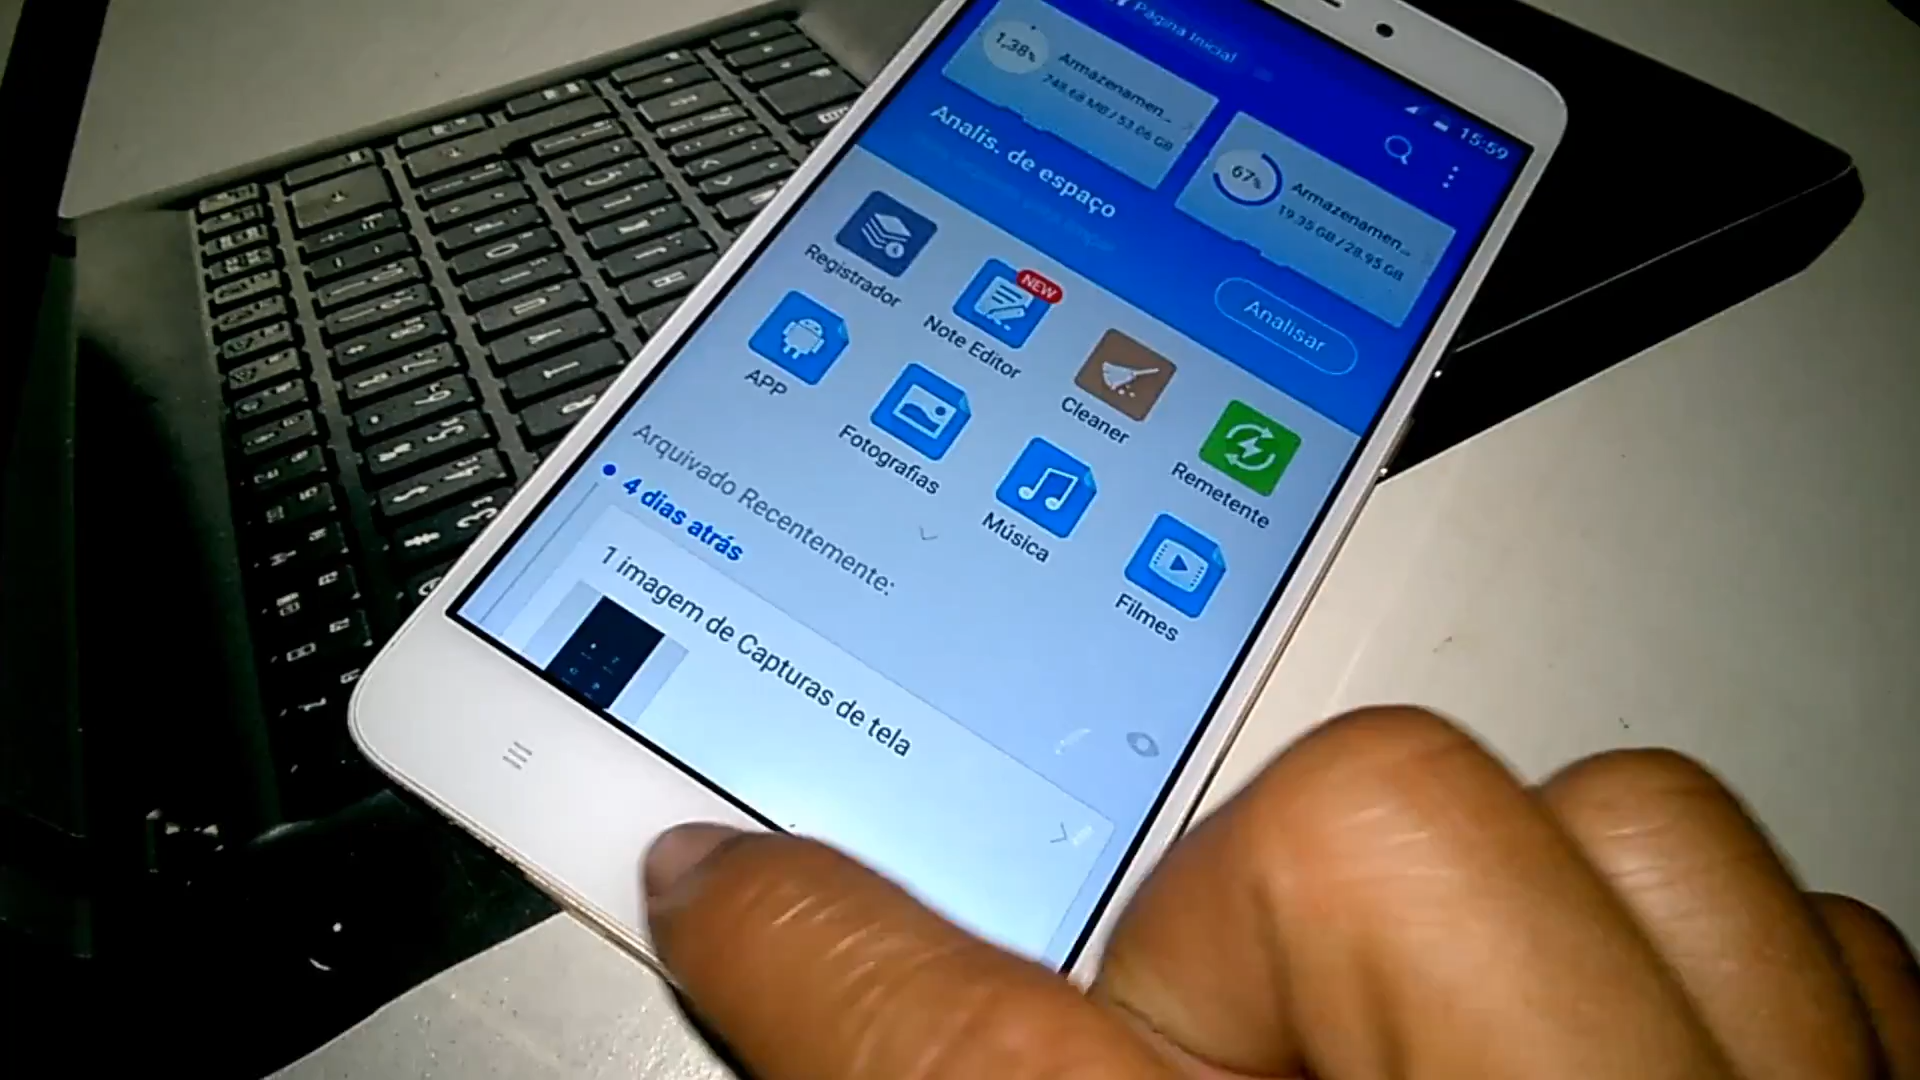 Página Inicial
15:59
1,38%
Armazenamen...
748.68 MB / 53.06 GB
67%
Armazenamen...
19.35 GB / 28.95 GB
Analis. de espaço
Analisar
Registrador
NEW
Note Editor
Cleaner
Remetente
APP
Fotografias
Música
Filmes
Arquivado Recentemente:
4 dias atrás
1 imagem de Capturas de tela